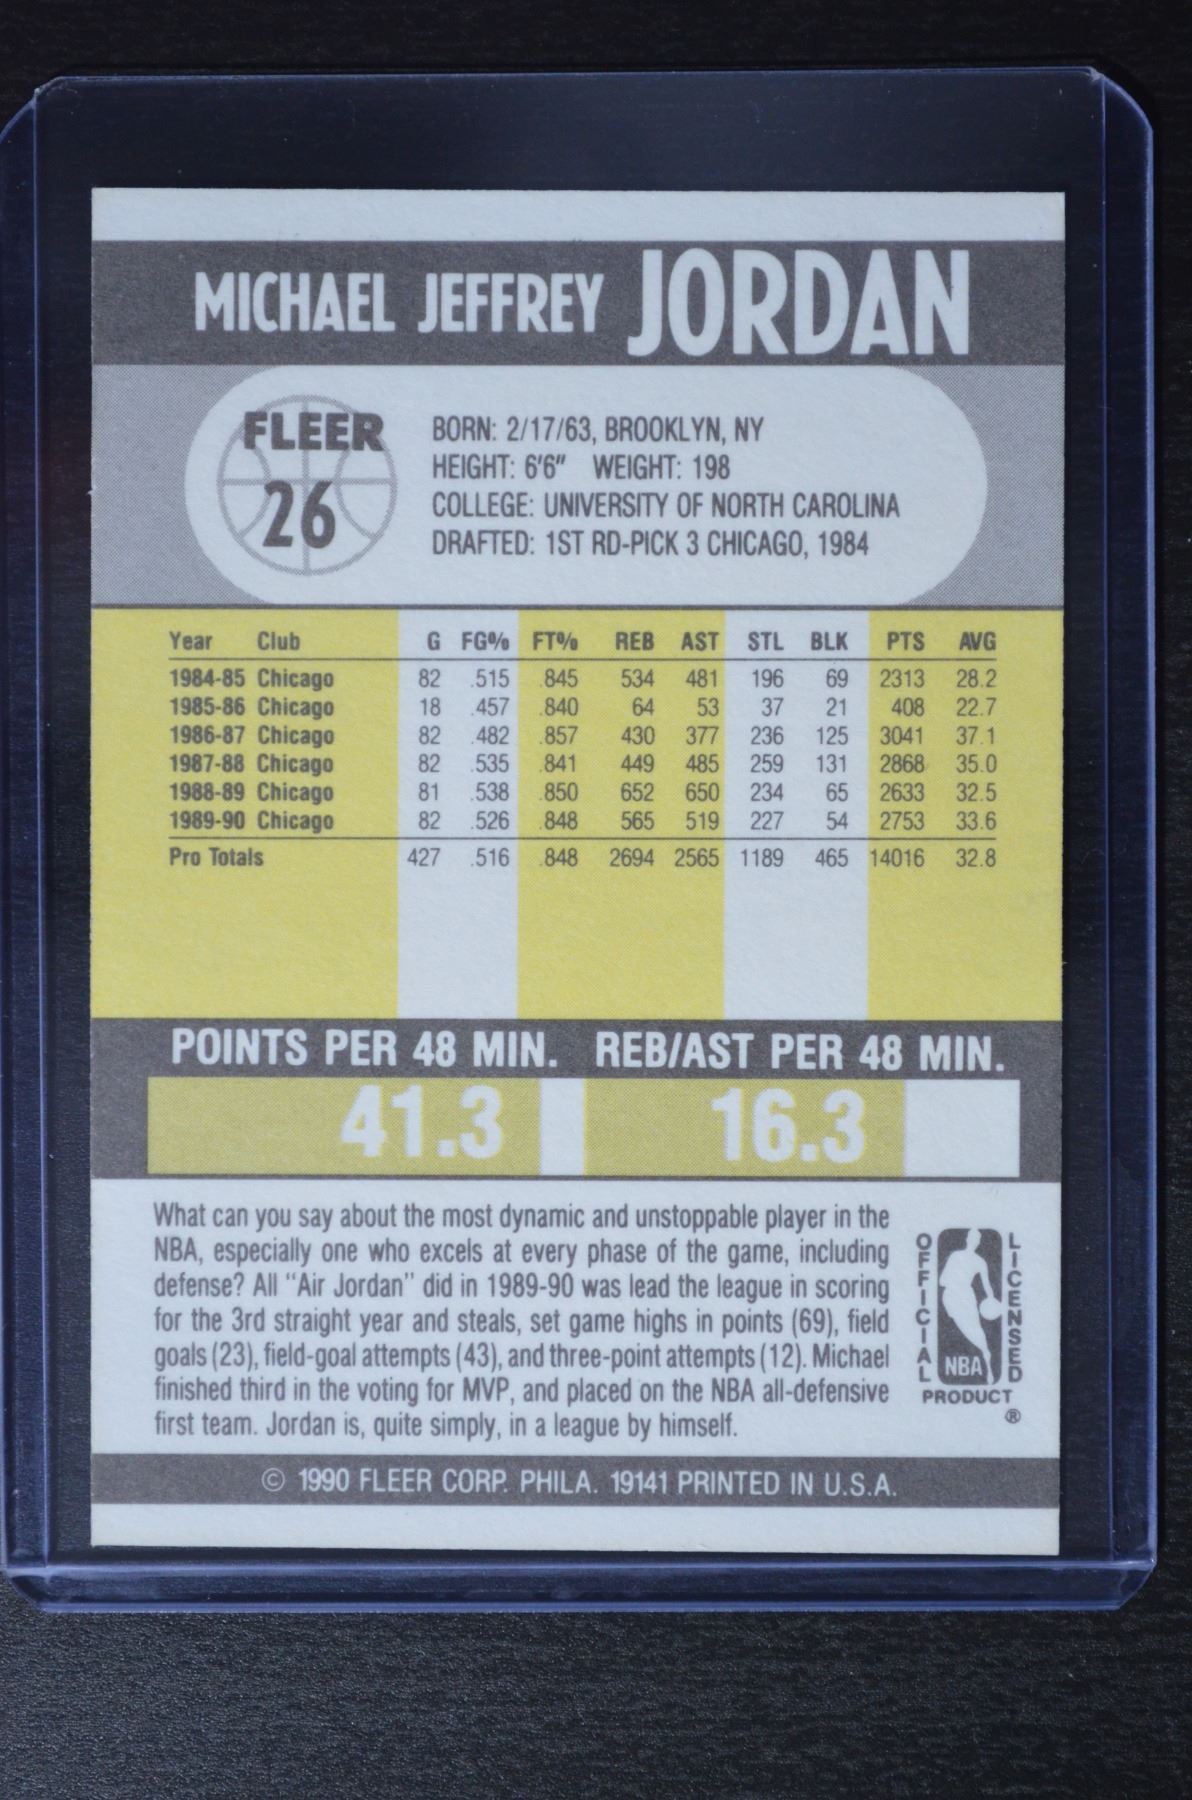 MICHAEL JEFFREY JORDAN
FLEER
26
BORN: 2/17/63, BROOKLYN, NY
HEIGHT: 6'6" WEIGHT: 198
COLLEGE: UNIVERSITY OF NORTH CAROLINA
DRAFTED: 1ST RD-PICK 3 CHICAGO, 1984
Year Club G FG% FT% REB AST STL BLK PTS AVG
1984-85 Chicago 82 .515 .845 534 481 196 69 2313 28.2
1985-86 Chicago 18 .457 .840 64 53 37 21 408 22.7
1986-87 Chicago 82 .482 .857 430 377 236 125 3041 37.1
1987-88 Chicago 82 .535 .841 449 485 259 131 2868 35.0
1988-89 Chicago 81 .538 .850 652 650 234 65 2633 32.5
1989-90 Chicago 82 .526 .848 565 519 227 54 2753 33.6
Pro Totals 427 .516 .848 2694 2565 1189 465 14016 32.8
POINTS PER 48 MIN. REB/AST PER 48 MIN.
41.3 16.3
What can you say about the most dynamic and unstoppable player in the
NBA, especially one who excels at every phase of the game, including
defense? All "Air Jordan" did in 1989-90 was lead the league in scoring
for the 3rd straight year and steals, set game highs in points (69), field
goals (23), field-goal attempts (43), and three-point attempts (12). Michael
finished third in the voting for MVP, and placed on the NBA all-defensive
first team. Jordan is, quite simply, in a league by himself.
OFFICIAL
LICENSED
NBA
PRODUCT
®
© 1990 FLEER CORP. PHILA. 19141 PRINTED IN U.S.A.